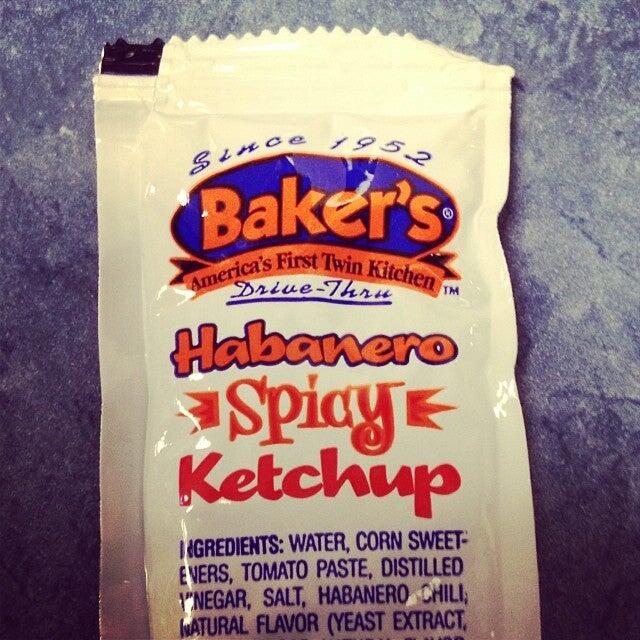 Since 1952
Baker's®
America's First Twin Kitchen
Drive-Thru ™
Habanero
Spicy
Ketchup
INGREDIENTS: WATER, CORN SWEET-
ENERS, TOMATO PASTE, DISTILLED
VINEGAR, SALT, HABANERO CHILI,
NATURAL FLAVOR (YEAST EXTRACT,